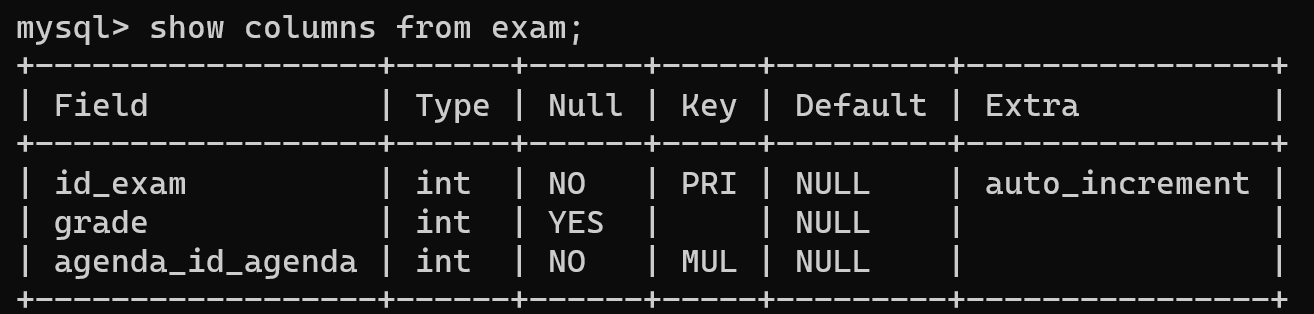 mysql> show columns from exam;
+-----------------+------+------+-----+---------+----------------+
| Field           | Type | Null | Key | Default | Extra          |
+-----------------+------+------+-----+---------+----------------+
| id_exam         | int  | NO   | PRI | NULL    | auto_increment |
| grade           | int  | YES  |     | NULL    |                |
| agenda_id_agenda | int  | NO   | MUL | NULL    |                |
+-----------------+------+------+-----+---------+----------------+